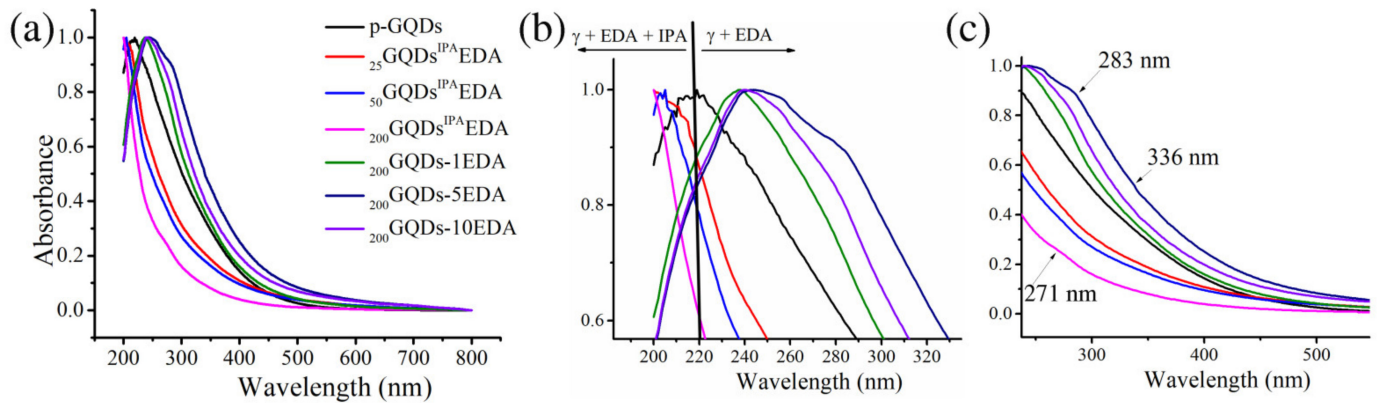 (a)
Absorbance
1.0
0.8
0.6
0.4
0.2
0.0
200 300 400 500 600 700 800
Wavelength (nm)
p-GQDs
₂₅GQDsᴵᴾᴬEDA
₅₀GQDsᴵᴾᴬEDA
₂₀₀GQDsᴵᴾᴬEDA
₂₀₀GQDs-1EDA
₂₀₀GQDs-5EDA
₂₀₀GQDs-10EDA
(b)
γ + EDA + IPA
γ + EDA
1.0
0.8
0.6
200 220 240 260 280 300 320
Wavelength (nm)
(c)
1.0
0.8
0.6
0.4
0.2
0.0
283 nm
336 nm
271 nm
300 400 500
Wavelength (nm)